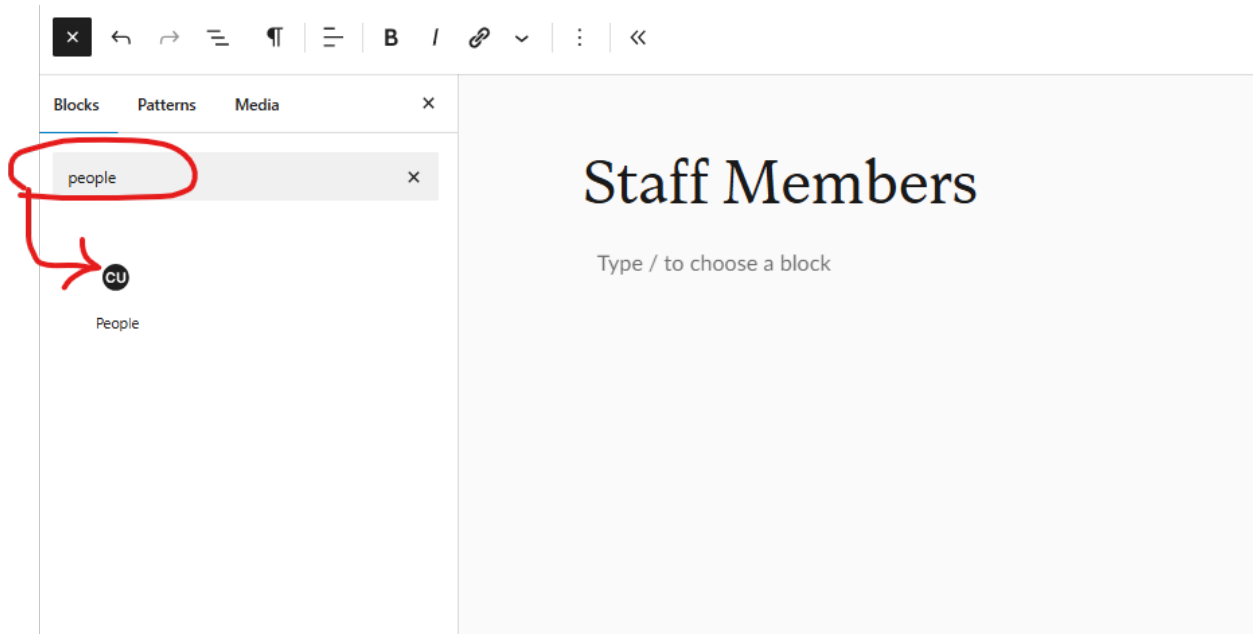 B I
Blocks Patterns Media
people
CU
People
Staff Members
Type / to choose a block